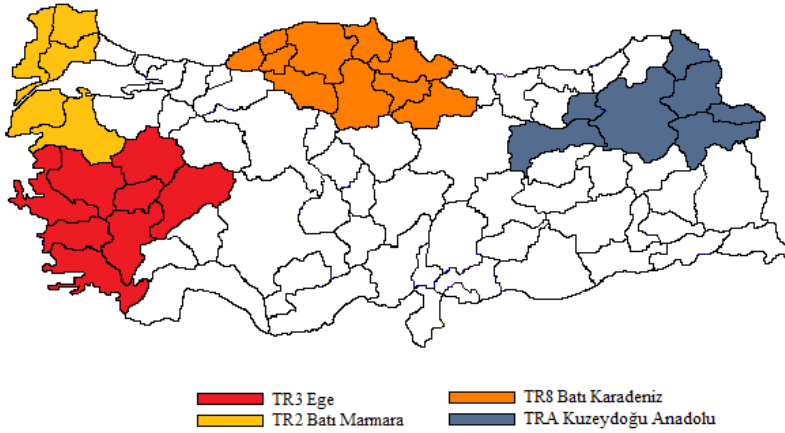 TR3 Ege
TR8 Batı Karadeniz
TR2 Batı Marmara
TRA Kuzeydoğu Anadolu